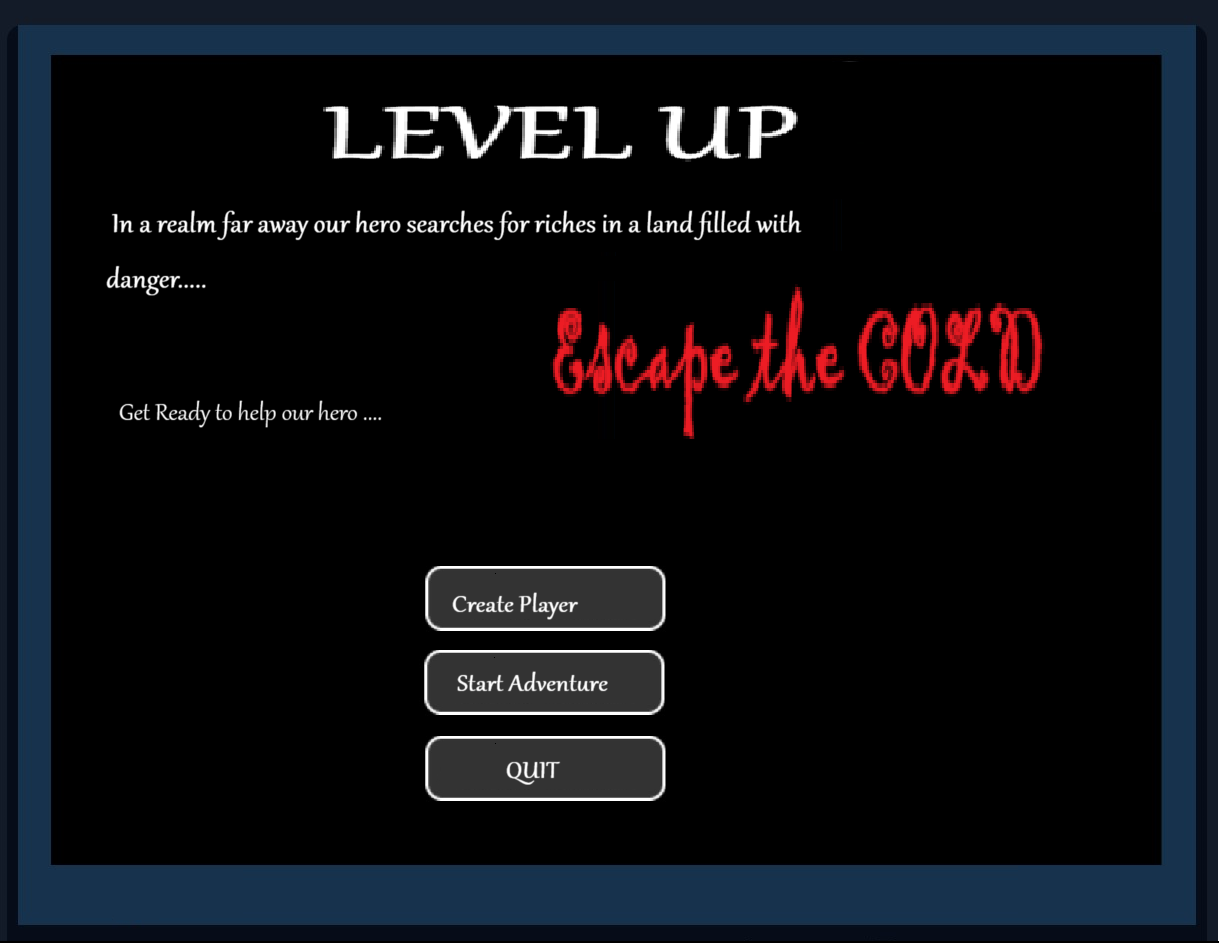 LEVEL UP
In a realm far away our hero searches for riches in a land filled with
danger.....
Escape the COLD
Get Ready to help our hero ....
Create Player
Start Adventure
QUIT